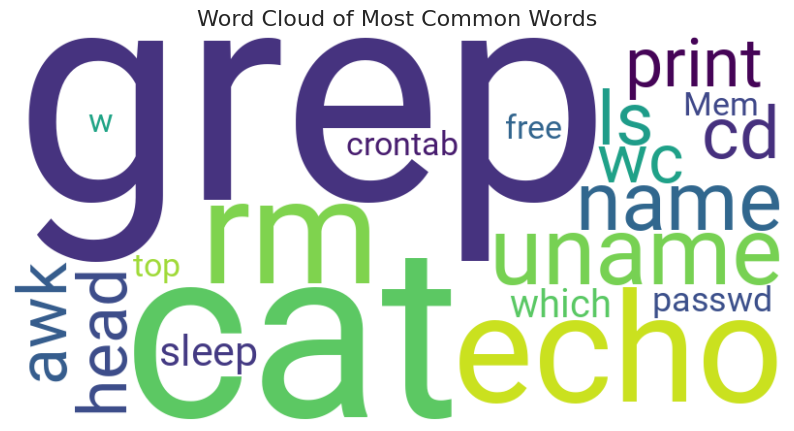 Word Cloud of Most Common Words
grep
print
w
crontab
free
ls
Mem
cd
wc
rm
name
uname
top
awk
head
cat
sleep
which
passwd
echo